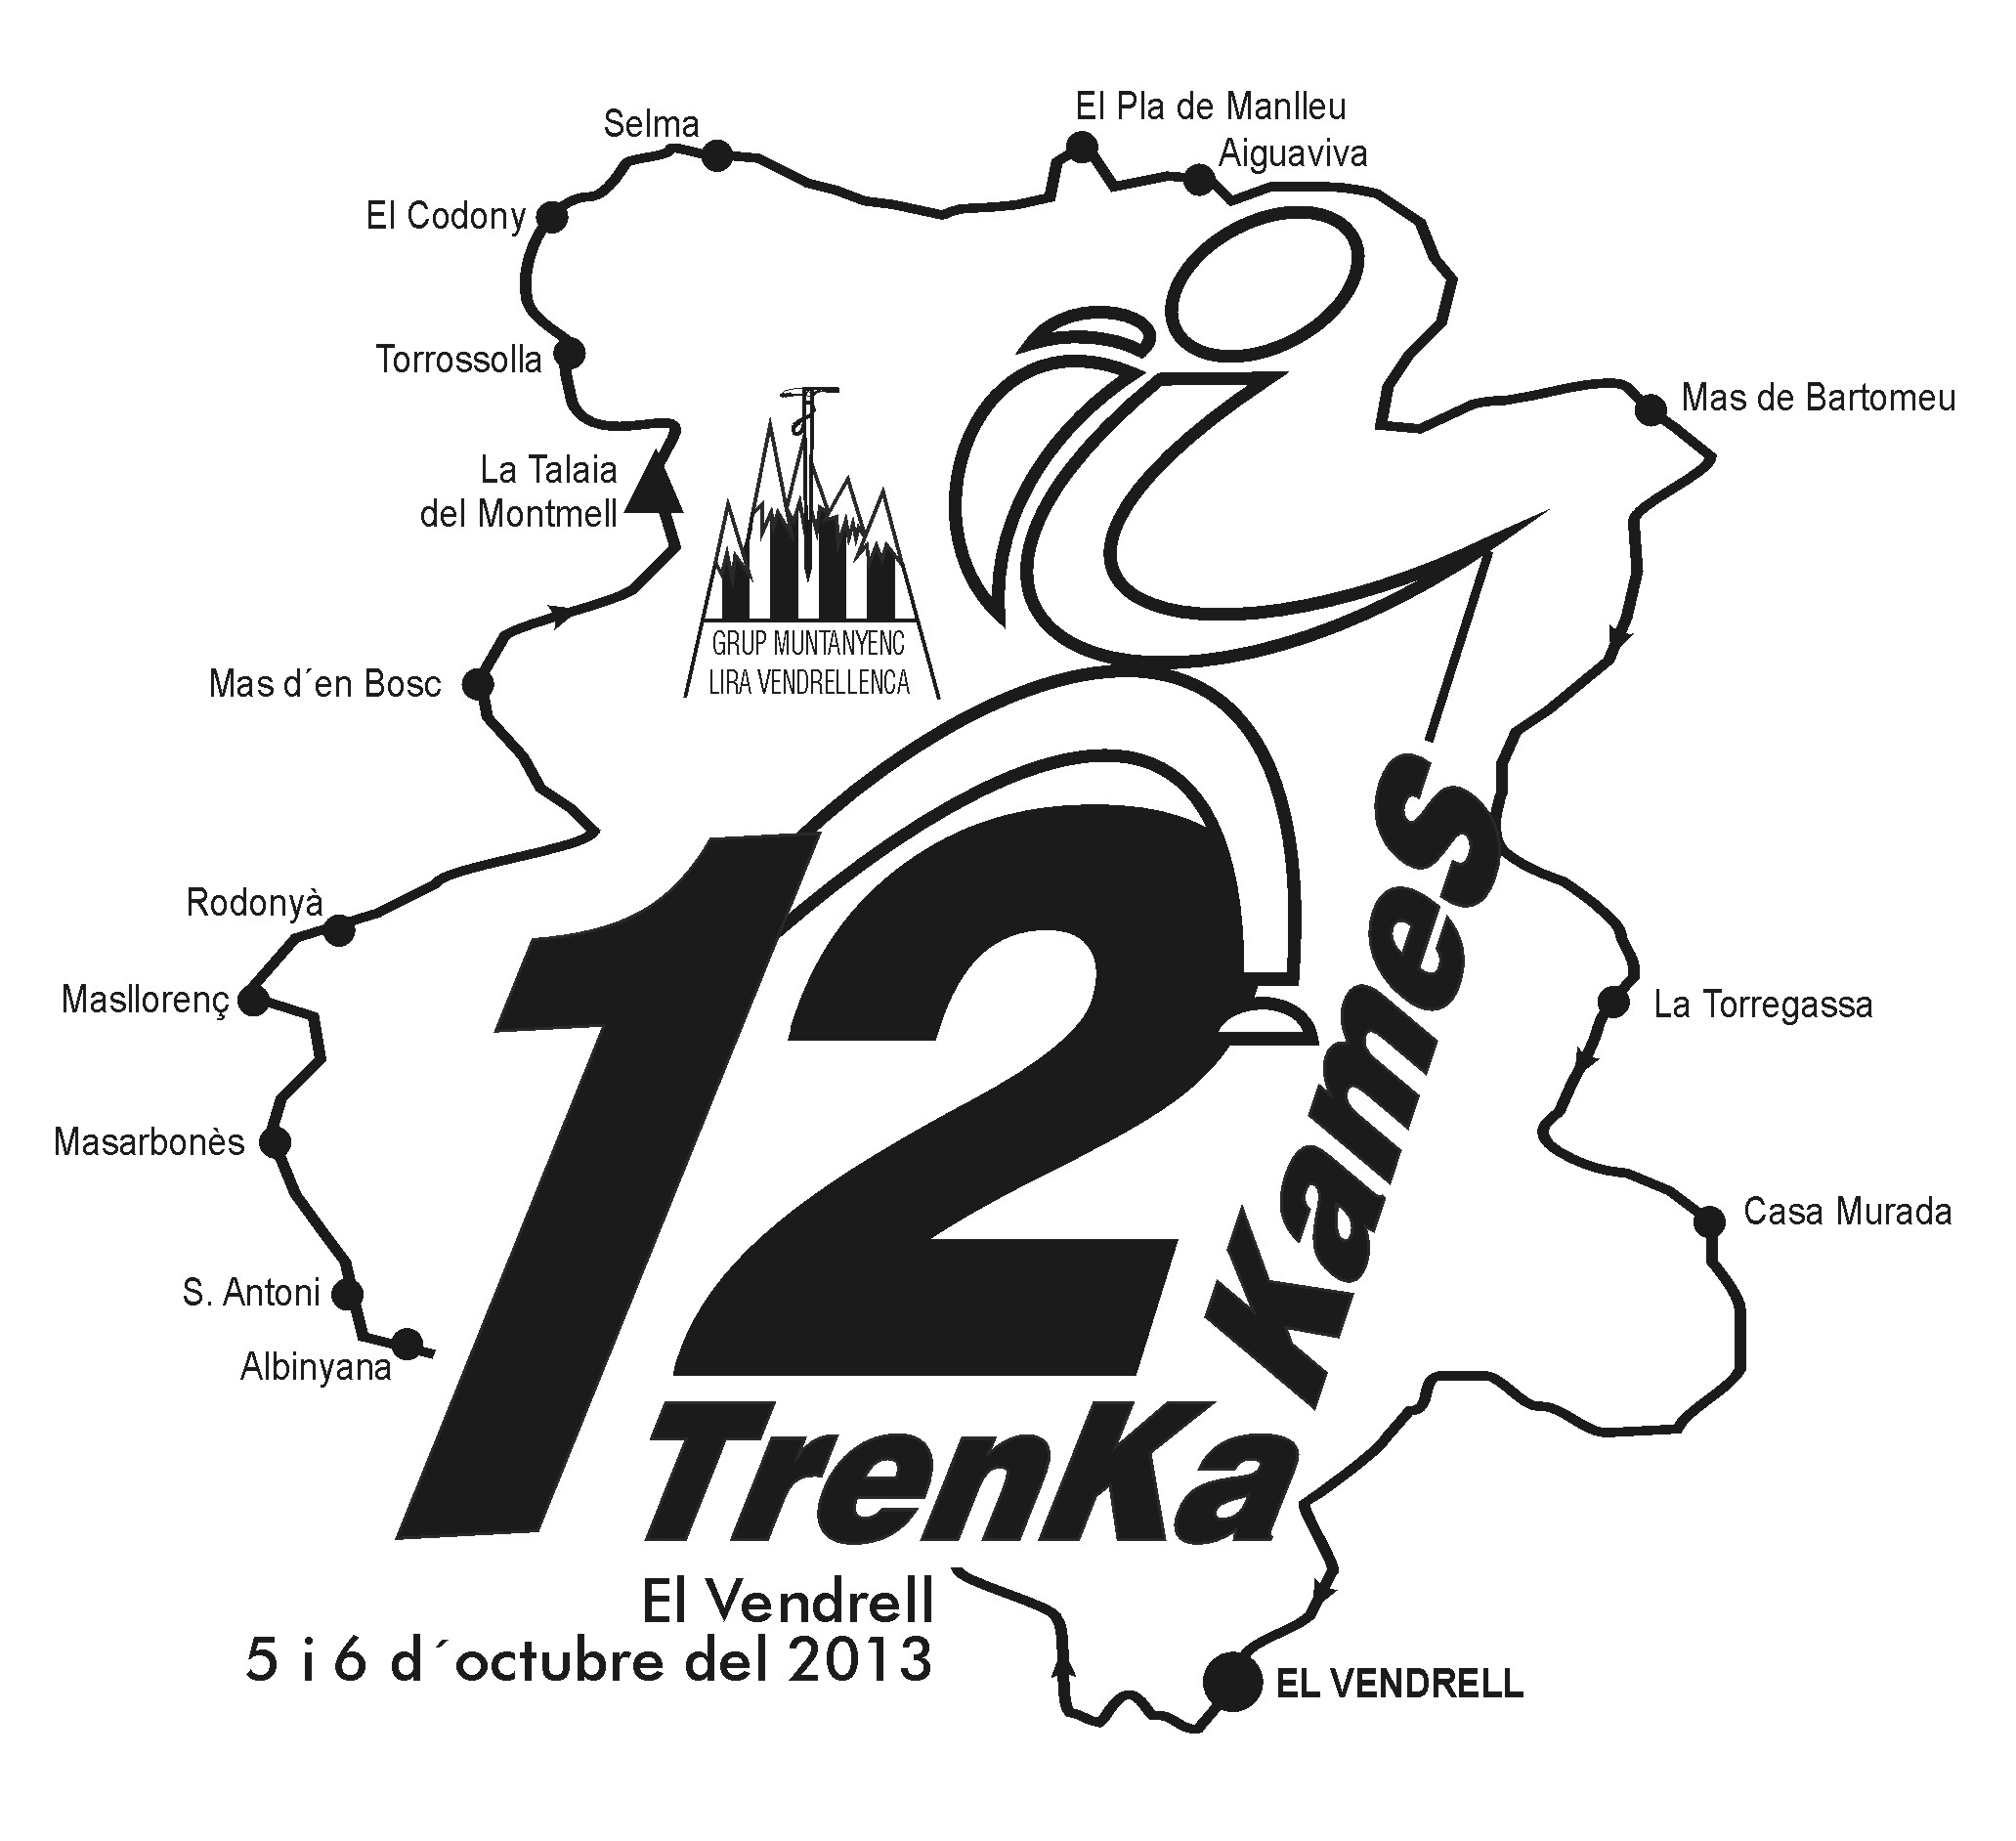 El Pla de Manlleu
Selma
Aiguaviva
El Codony
Torrossolla
Mas de Bartomeu
La Talaia
del Montmell
GRUP MUNTANYENC
LIRA VENDRELLENCA
Mas d´en Bosc
Rodonyà
Masllorenç
La Torregassa
Masarbonès
Casa Murada
S. Antoni
Albinyana
12
TrenKa
Kames
El Vendrell
5 i 6 d´octubre del 2013
EL VENDRELL